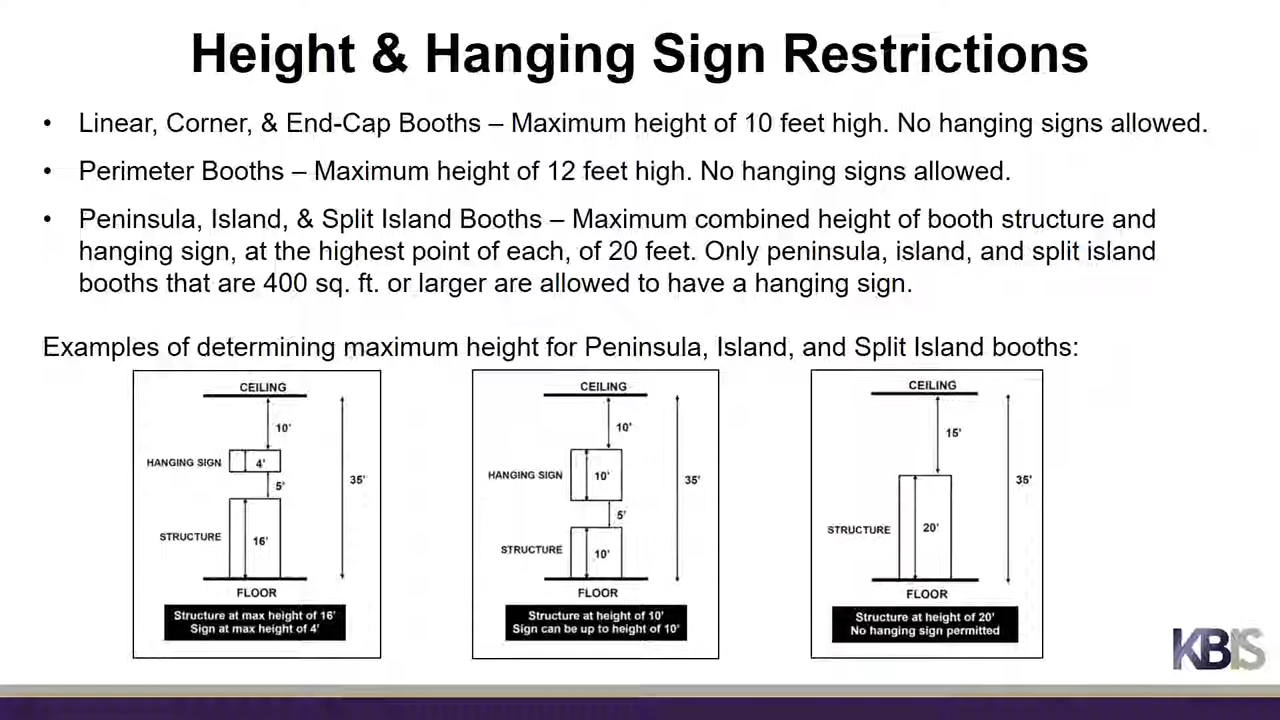 Height & Hanging Sign Restrictions
• Linear, Corner, & End-Cap Booths – Maximum height of 10 feet high. No hanging signs allowed.
• Perimeter Booths – Maximum height of 12 feet high. No hanging signs allowed.
• Peninsula, Island, & Split Island Booths – Maximum combined height of booth structure and
hanging sign, at the highest point of each, of 20 feet. Only peninsula, island, and split island
booths that are 400 sq. ft. or larger are allowed to have a hanging sign.
Examples of determining maximum height for Peninsula, Island, and Split Island booths:
CEILING
10'
HANGING SIGN
4'
35'
5'
STRUCTURE
16'
FLOOR
Structure at max height of 16'
Sign at max height of 4'
CEILING
10'
HANGING SIGN
10'
35'
5'
STRUCTURE
10'
FLOOR
Structure at height of 10'
Sign can be up to height of 10'
CEILING
15'
35'
STRUCTURE
20'
FLOOR
Structure at height of 20'
No hanging sign permitted
KBIS